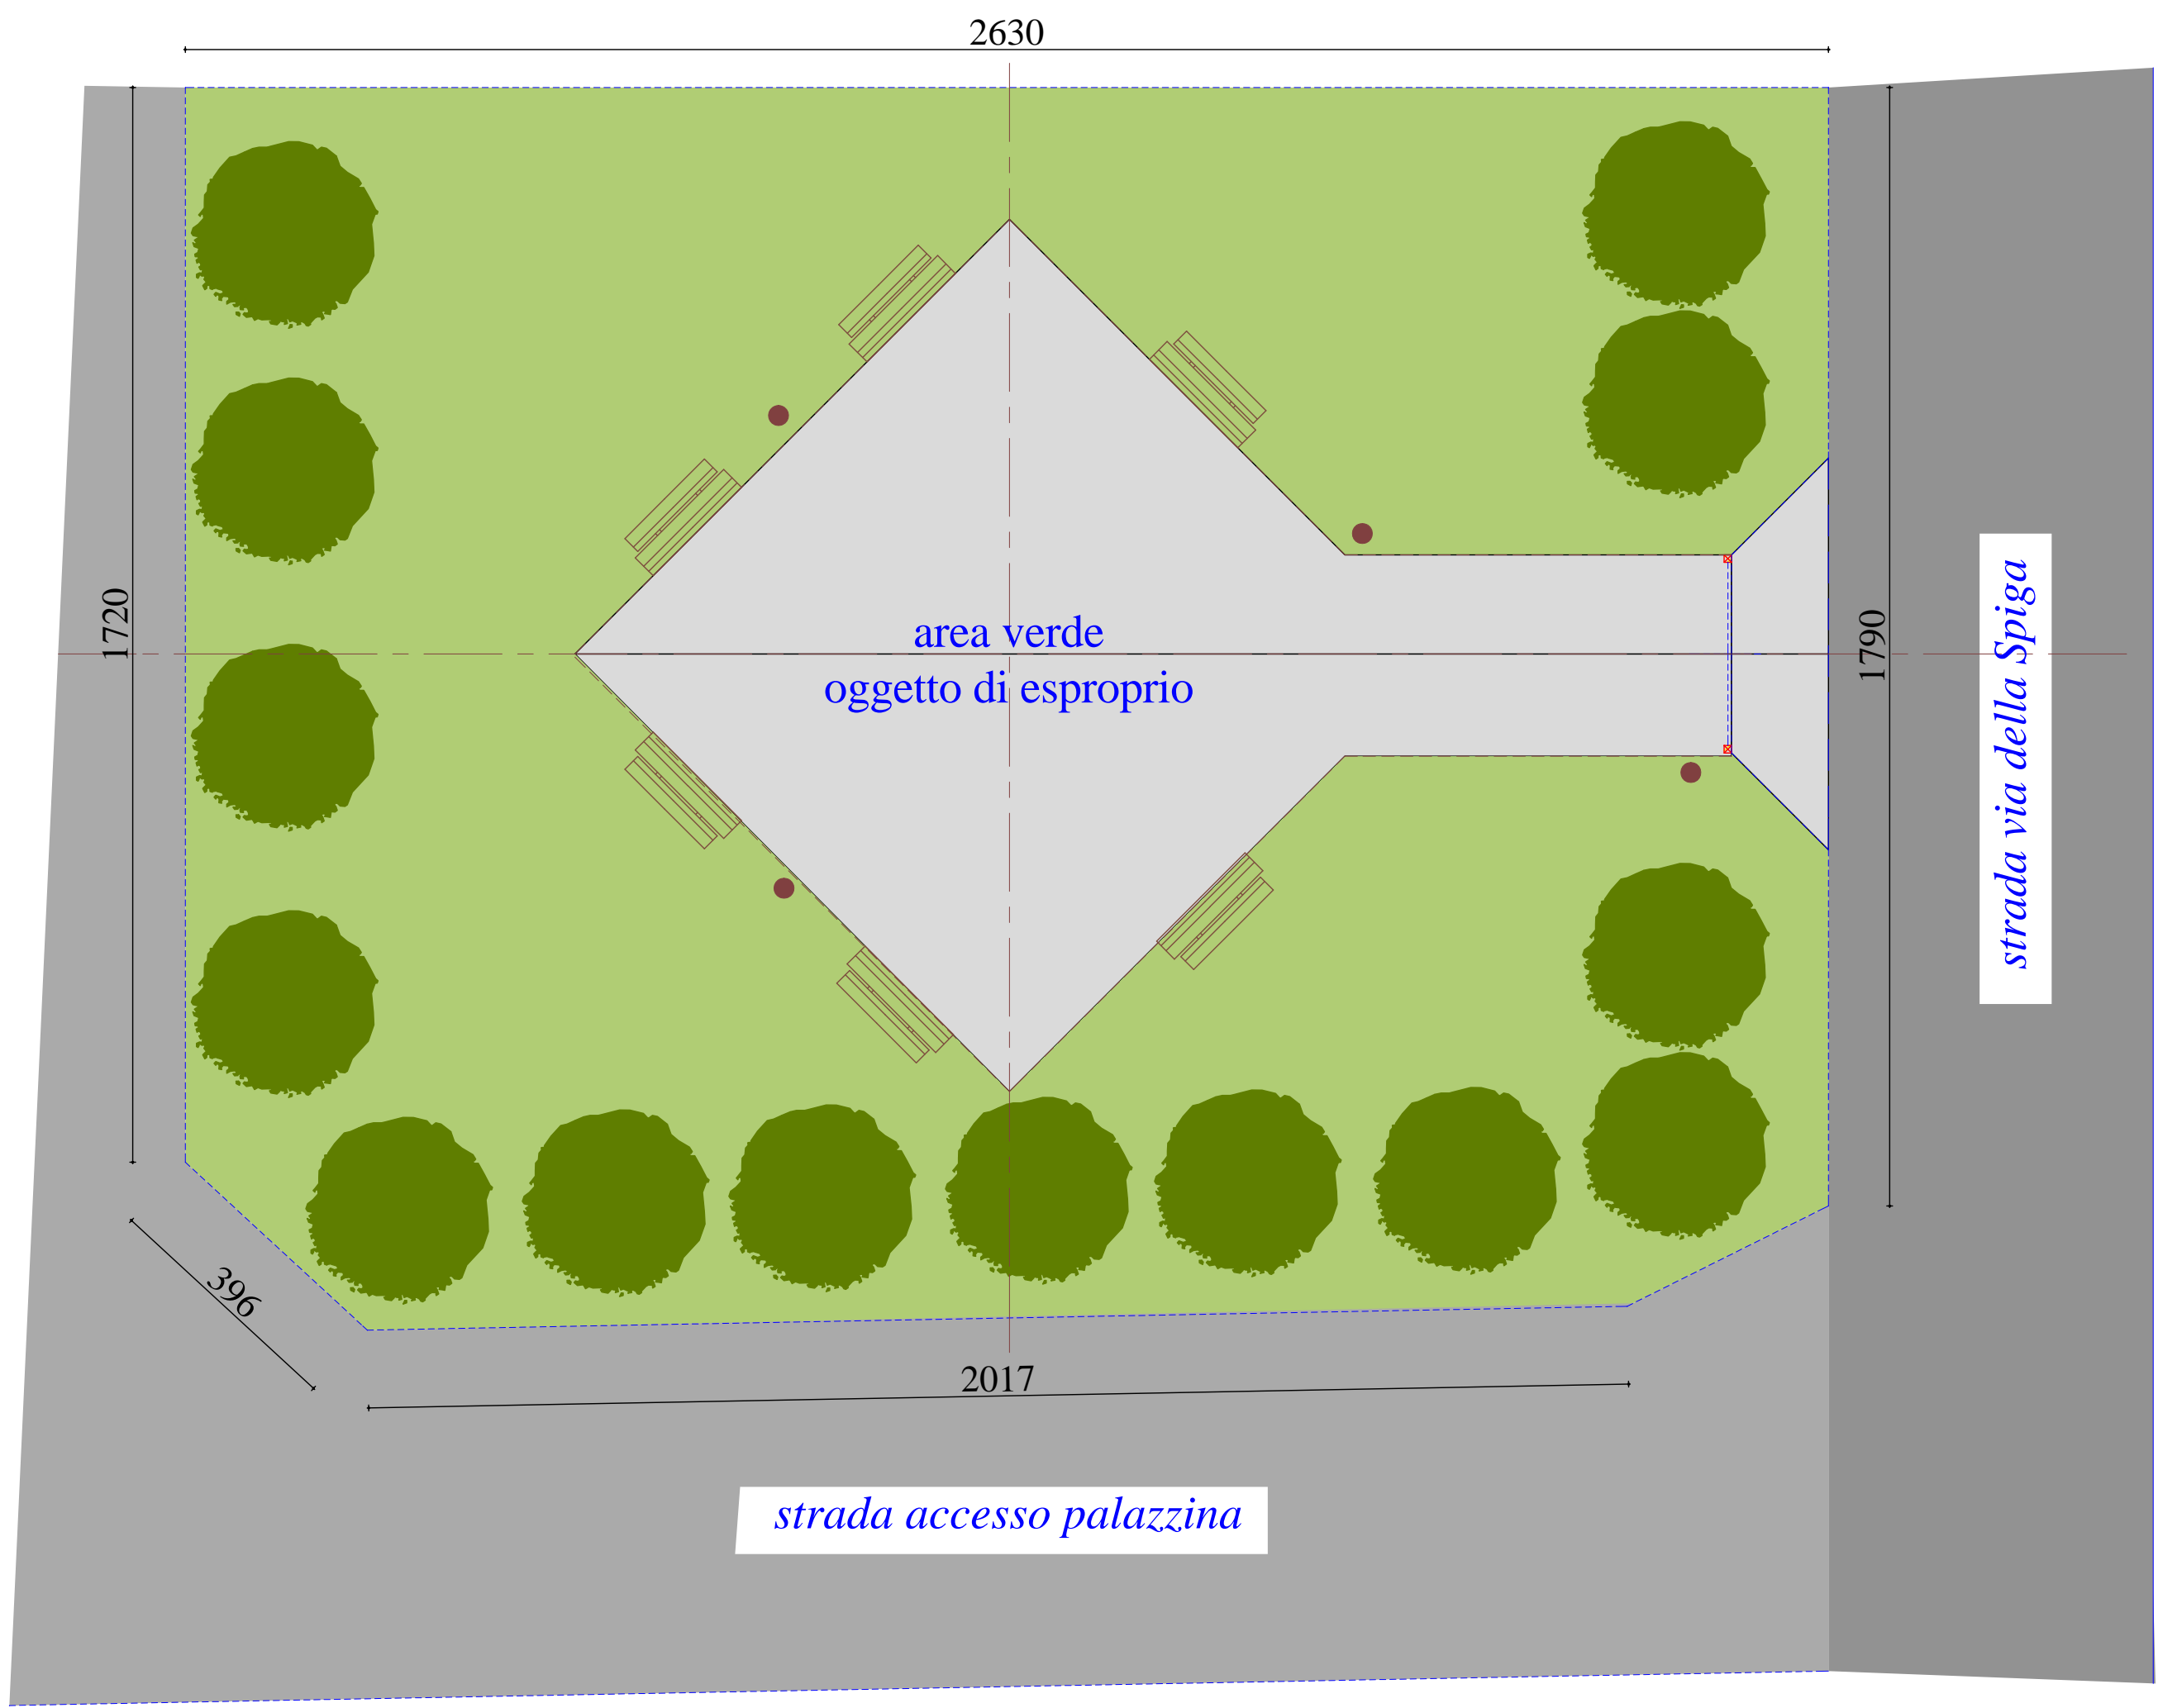 2630
1720
area verde
oggetto di esproprio
1790
strada via della Spiga
396
2017
strada accesso palazzina